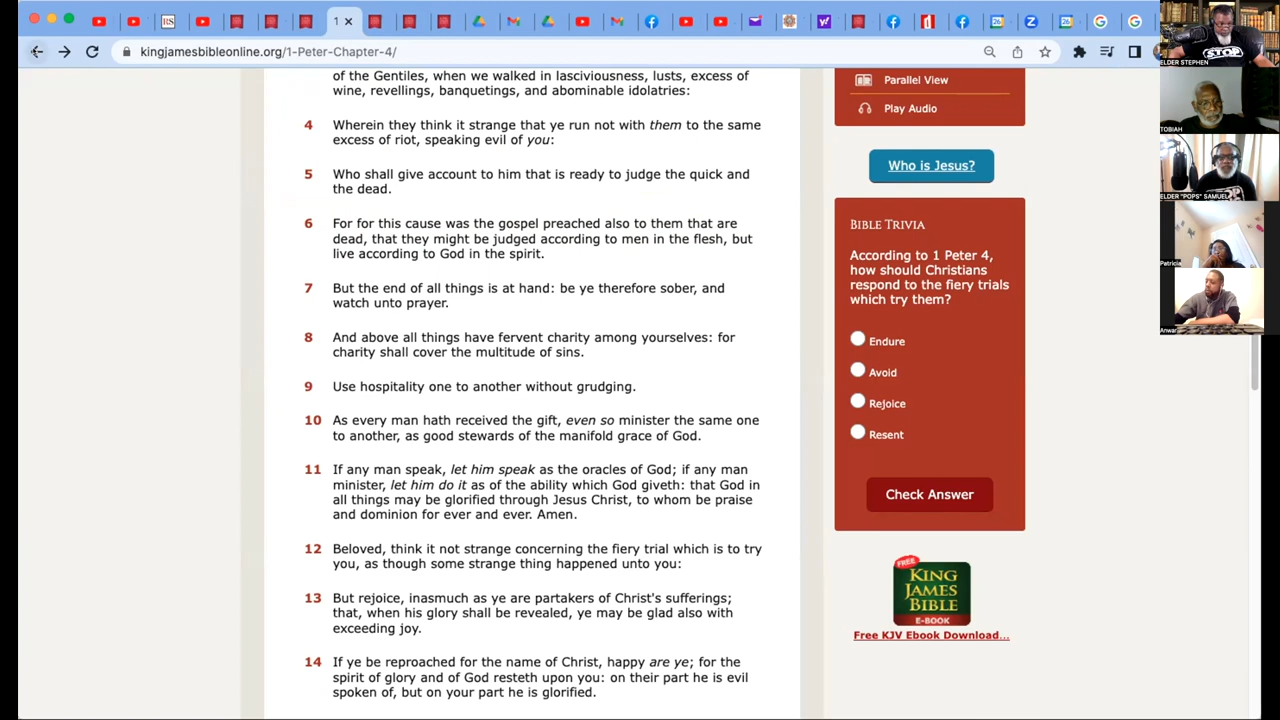 1
kingjamesbibleonline.org/1-Peter-Chapter-4/
of the Gentiles, when we walked in lasciviousness, lusts, excess of
wine, revellings, banquetings, and abominable idolatries:
4 Wherein they think it strange that ye run not with them to the same
excess of riot, speaking evil of you:
5 Who shall give account to him that is ready to judge the quick and
the dead.
6 For for this cause was the gospel preached also to them that are
dead, that they might be judged according to men in the flesh, but
live according to God in the spirit.
7 But the end of all things is at hand: be ye therefore sober, and
watch unto prayer.
8 And above all things have fervent charity among yourselves: for
charity shall cover the multitude of sins.
9 Use hospitality one to another without grudging.
10 As every man hath received the gift, even so minister the same one
to another, as good stewards of the manifold grace of God.
11 If any man speak, let him speak as the oracles of God; if any man
minister, let him do it as of the ability which God giveth: that God in
all things may be glorified through Jesus Christ, to whom be praise
and dominion for ever and ever. Amen.
12 Beloved, think it not strange concerning the fiery trial which is to try
you, as though some strange thing happened unto you:
13 But rejoice, inasmuch as ye are partakers of Christ's sufferings;
that, when his glory shall be revealed, ye may be glad also with
exceeding joy.
14 If ye be reproached for the name of Christ, happy are ye; for the
spirit of glory and of God resteth upon you: on their part he is evil
spoken of, but on your part he is glorified.
Parallel View
Play Audio
Who is Jesus?
BIBLE TRIVIA
According to 1 Peter 4,
how should Christians
respond to the fiery trials
which try them?
Endure
Avoid
Rejoice
Resent
Check Answer
FREE
KING
JAMES
BIBLE
E-BOOK
Free KJV Ebook Download...
STOP
ELDER STEPHEN
TOBIAH
ELDER "POPS" SAMUEL
Patricia
Anwar